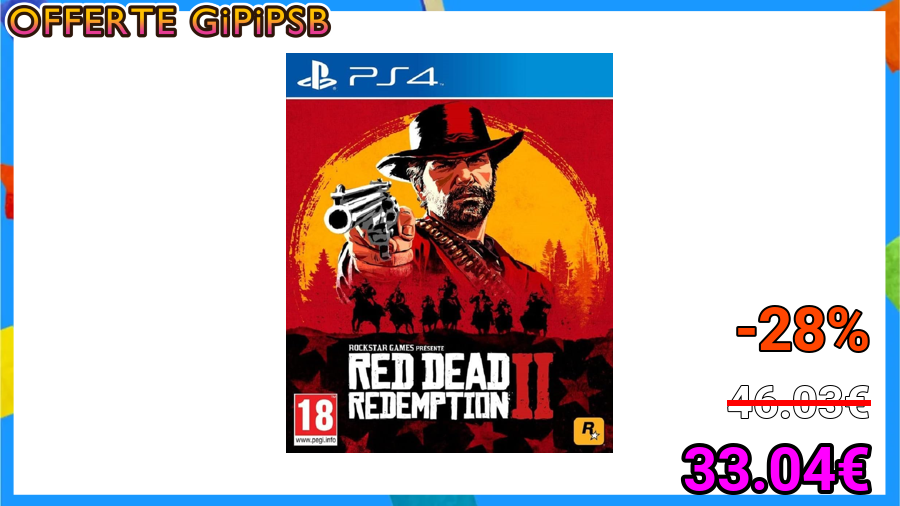 OFFERTE GiPiPSB
PS4
ROCKSTAR GAMES PRÉSENTE
RED DEAD
REDEMPTION II
18
www.pegi.info
R
-28%
46.03€
33.04€